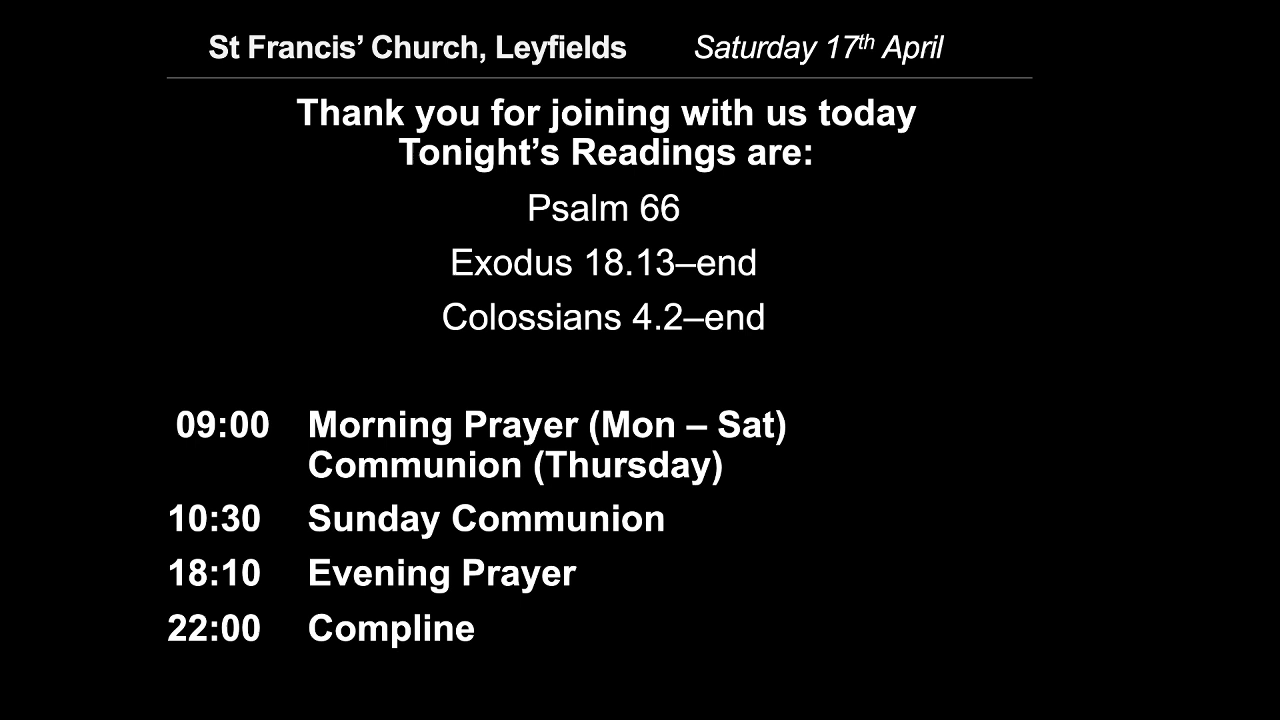 St Francis’ Church, Leyfields Saturday 17th April
Thank you for joining with us today
Tonight’s Readings are:
Psalm 66
Exodus 18.13–end
Colossians 4.2–end
09:00 Morning Prayer (Mon – Sat)
Communion (Thursday)
10:30 Sunday Communion
18:10 Evening Prayer
22:00 Compline